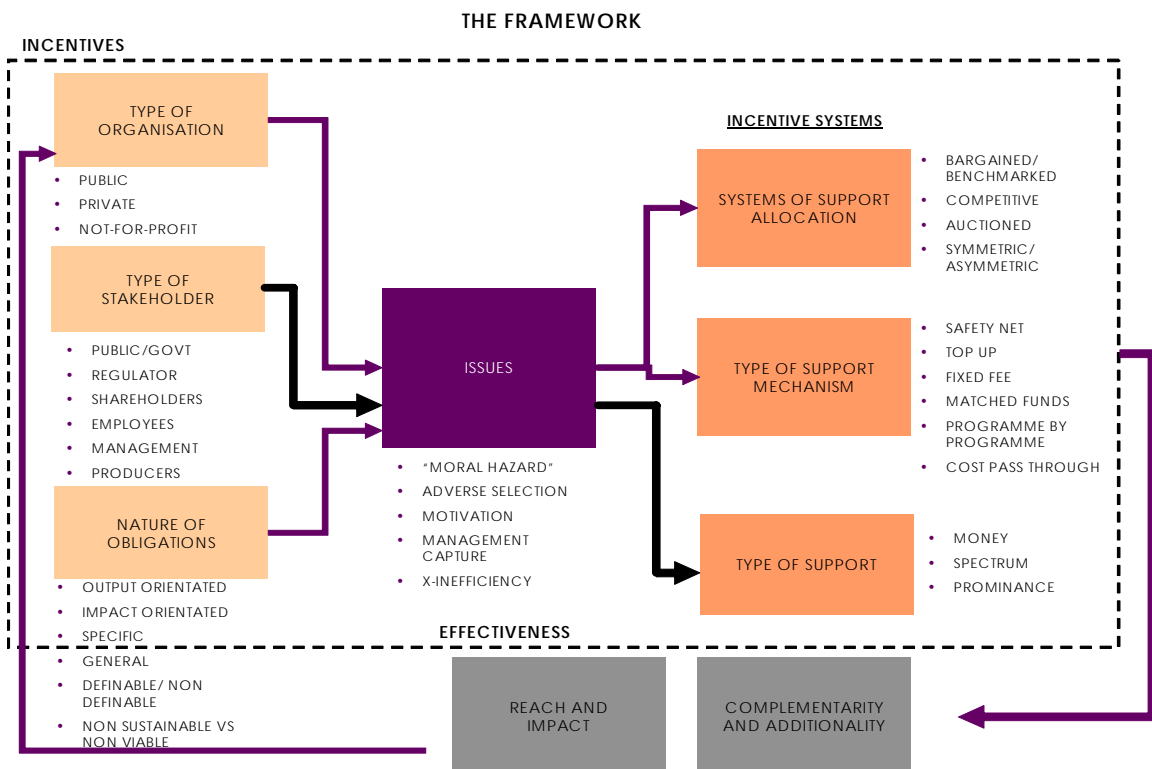 THE FRAMEWORK
INCENTIVES
TYPE OF
ORGANISATION
• PUBLIC
• PRIVATE
• NOT-FOR-PROFIT
TYPE OF
STAKEHOLDER
• PUBLIC/GOVT
• REGULATOR
• SHAREHOLDERS
• EMPLOYEES
• MANAGEMENT
• PRODUCERS
NATURE OF
OBLIGATIONS
• OUTPUT ORIENTATED
• IMPACT ORIENTATED
• SPECIFIC
• GENERAL
• DEFINABLE/ NON
DEFINABLE
• NON SUSTAINABLE VS
NON VIABLE
ISSUES
• "MORAL HAZARD"
• ADVERSE SELECTION
• MOTIVATION
• MANAGEMENT
CAPTURE
• X-INEFFICIENCY
INCENTIVE SYSTEMS
SYSTEMS OF SUPPORT
ALLOCATION
• BARGAINED/
BENCHMARKED
• COMPETITIVE
• AUCTIONED
• SYMMETRIC/
ASYMMETRIC
TYPE OF SUPPORT
MECHANISM
• SAFETY NET
• TOP UP
• FIXED FEE
• MATCHED FUNDS
• PROGRAMME BY
PROGRAMME
• COST PASS THROUGH
TYPE OF SUPPORT
• MONEY
• SPECTRUM
• PROMINANCE
EFFECTIVENESS
REACH AND
IMPACT
COMPLEMENTARITY
AND ADDITIONALITY